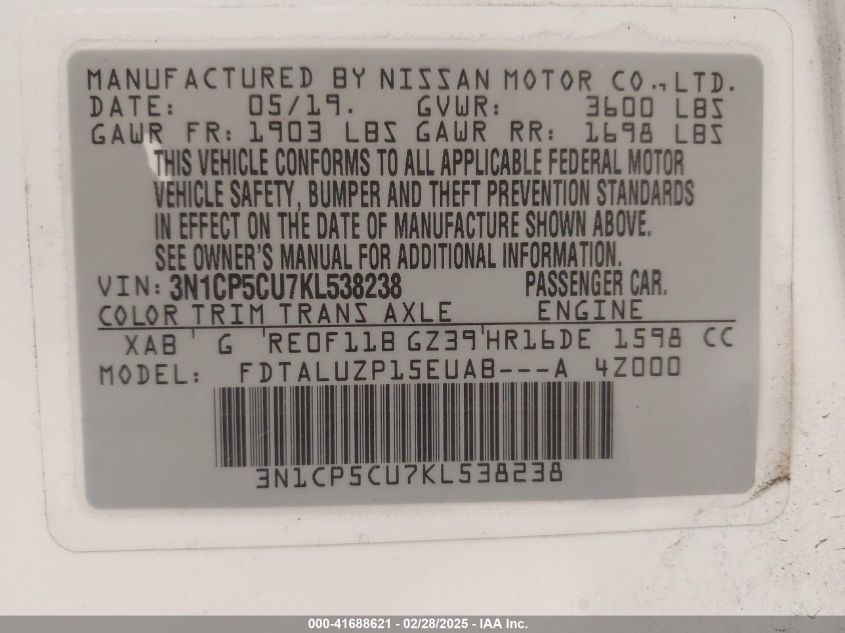 MANUFACTURED BY NISSAN MOTOR CO., LTD.
DATE: 05/19. GVWR: 3600 LBS
GAWR FR: 1903 LBS GAWR RR: 1698 LBS
THIS VEHICLE CONFORMS TO ALL APPLICABLE FEDERAL MOTOR
VEHICLE SAFETY, BUMPER AND THEFT PREVENTION STANDARDS
IN EFFECT ON THE DATE OF MANUFACTURE SHOWN ABOVE.
SEE OWNER'S MANUAL FOR ADDITIONAL INFORMATION.
VIN: 3N1CP5CU7KL538238 PASSENGER CAR.
COLOR TRIM TRANS AXLE ENGINE
XAB G RE0F11B GZ39 HR16DE 1598 CC
MODEL: FDTALUZP15EUAB---A 4Z000
3N1CP5CU7KL538238
000-41688621 / 02/28/2025 - IAA Inc.